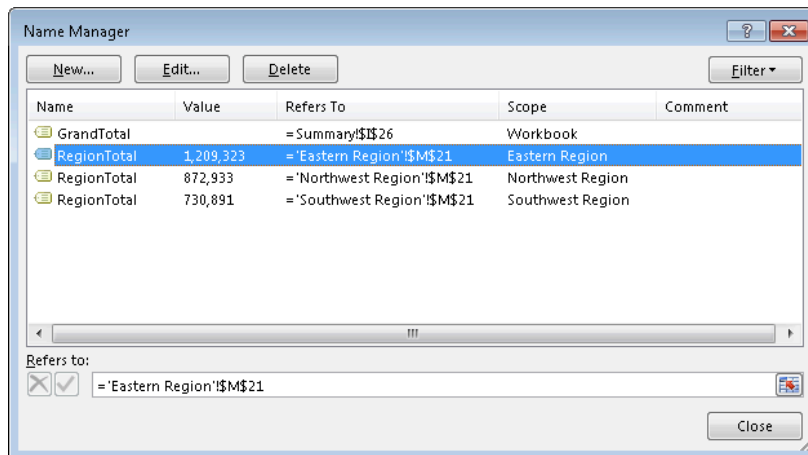 Name Manager
New... Edit... Delete Filter
Name Value Refers To Scope Comment
GrandTotal =Summary!$I$26 Workbook
RegionTotal 1,209,323 ='Eastern Region'!$M$21 Eastern Region
RegionTotal 872,933 ='Northwest Region'!$M$21 Northwest Region
RegionTotal 730,891 ='Southwest Region'!$M$21 Southwest Region
Refers to:
='Eastern Region'!$M$21
Close